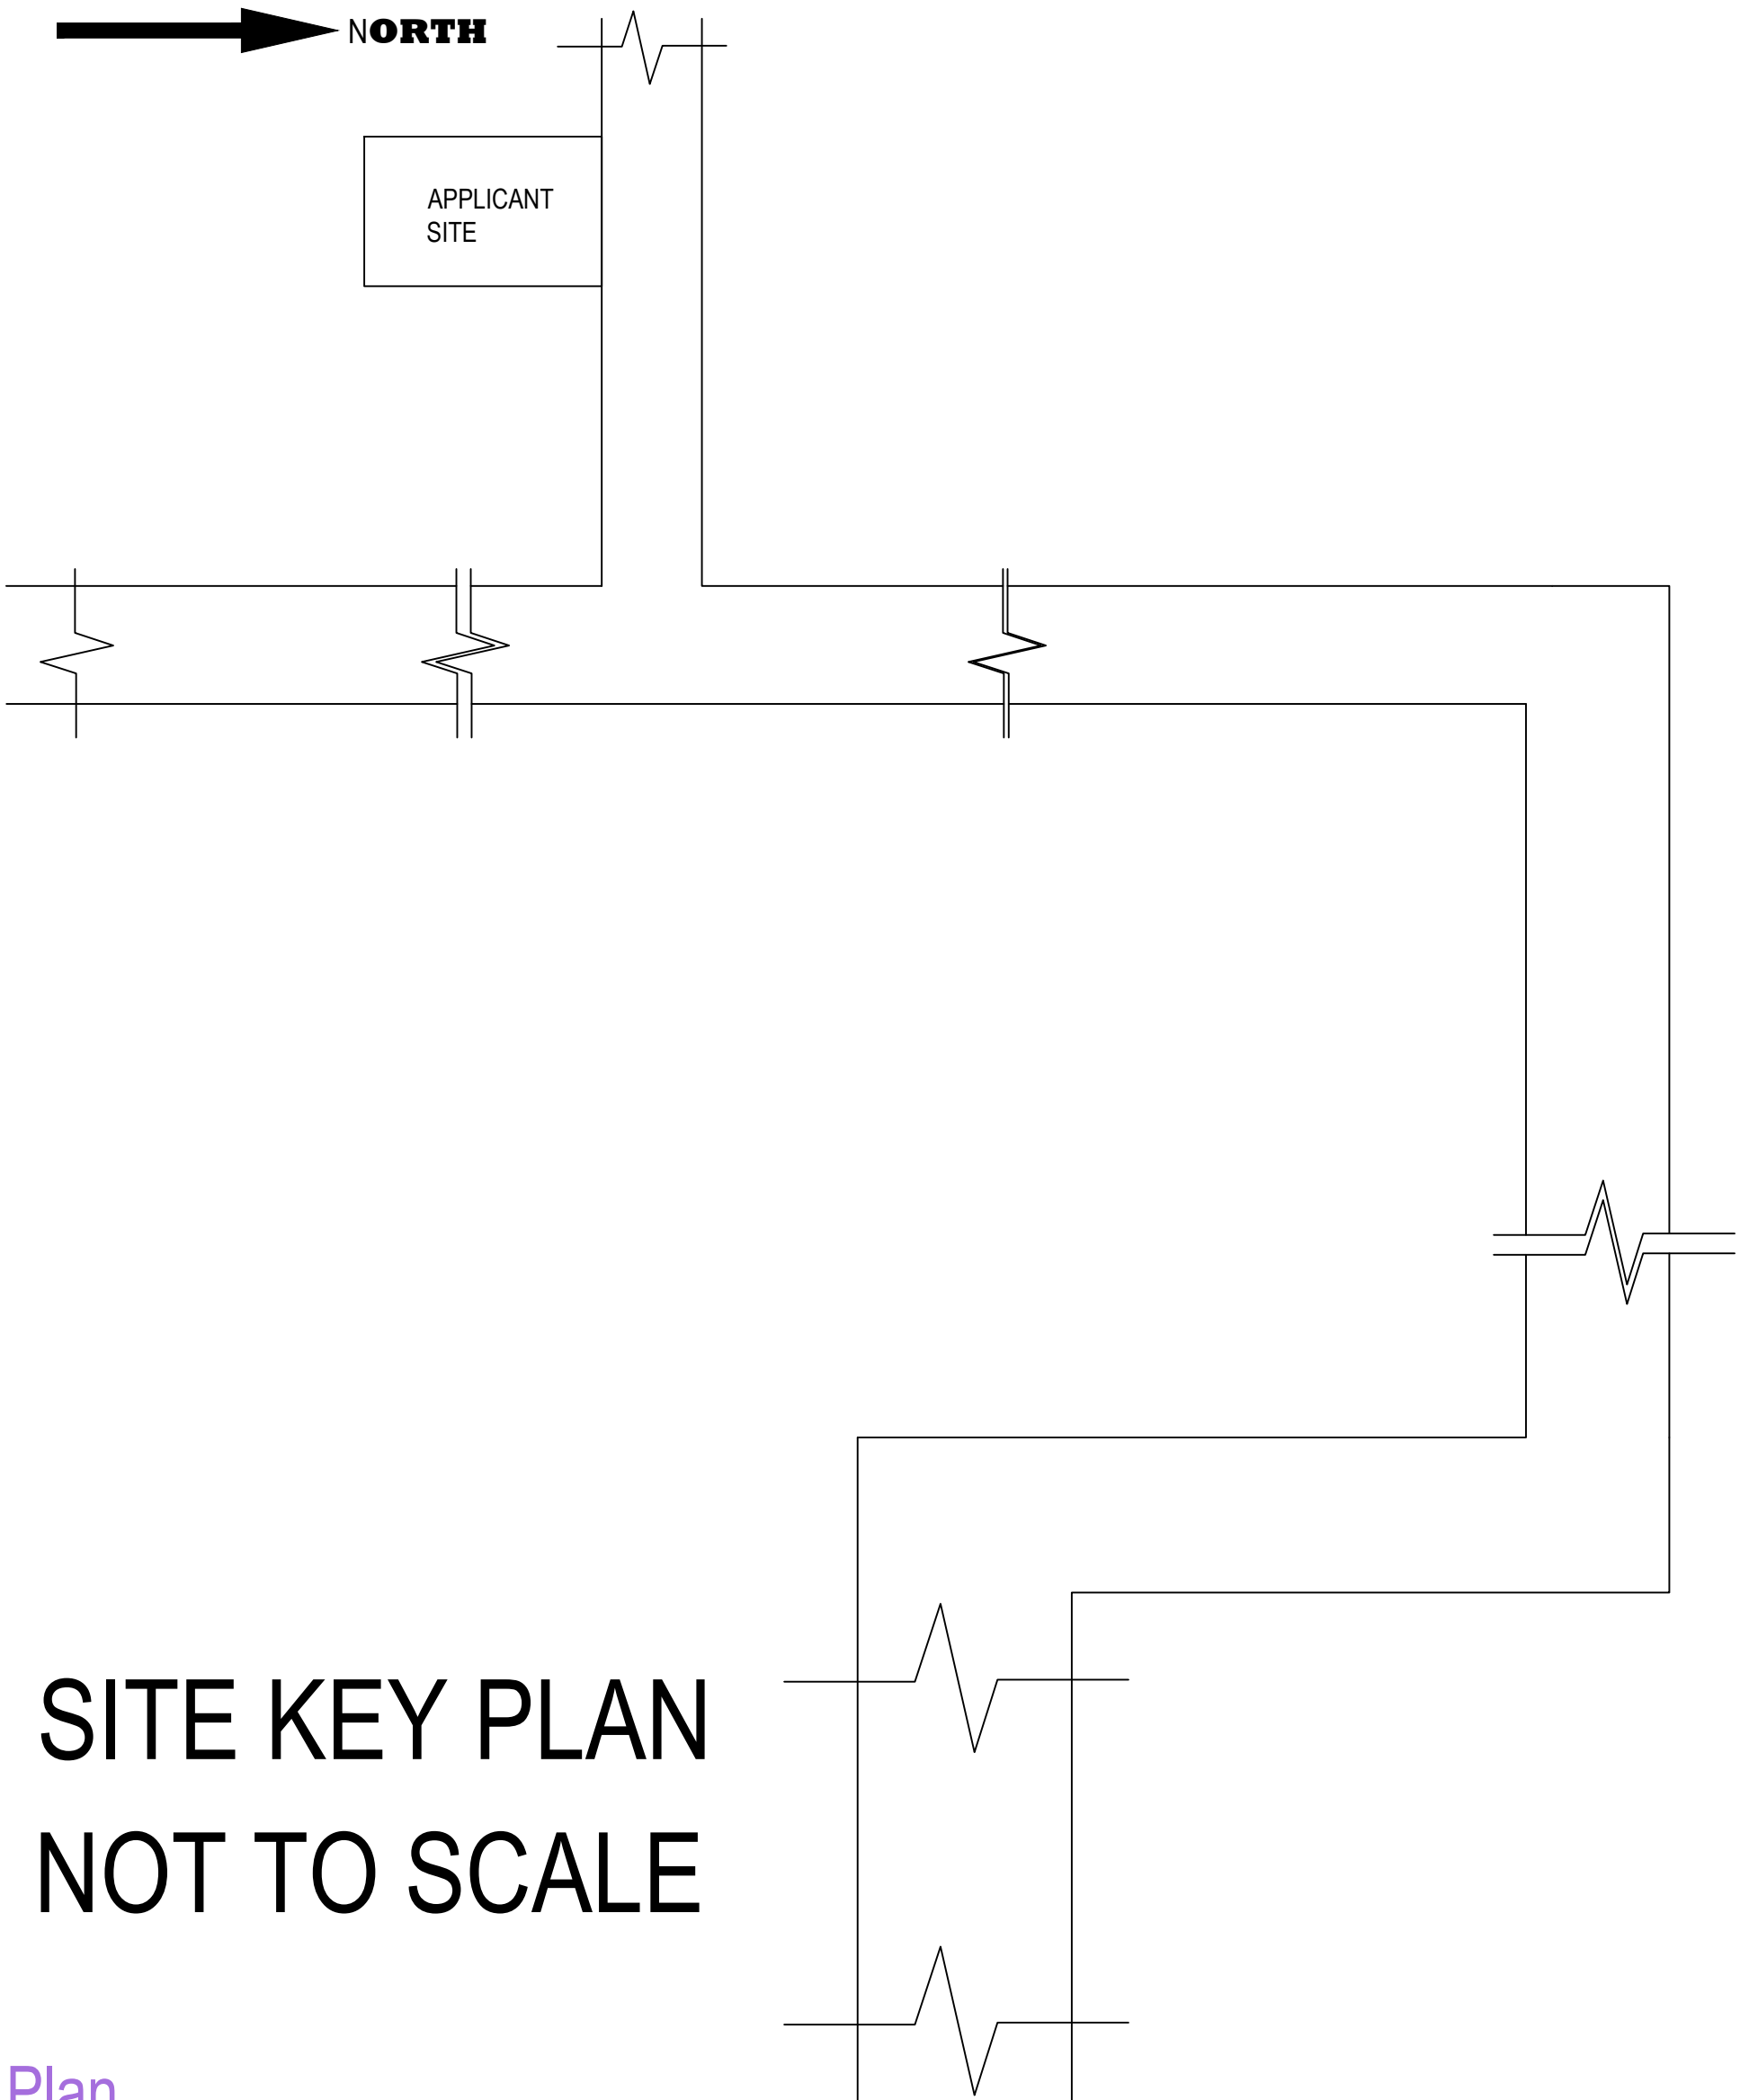 NORTH
APPLICANT
SITE
SITE KEY PLAN
NOT TO SCALE
Plan